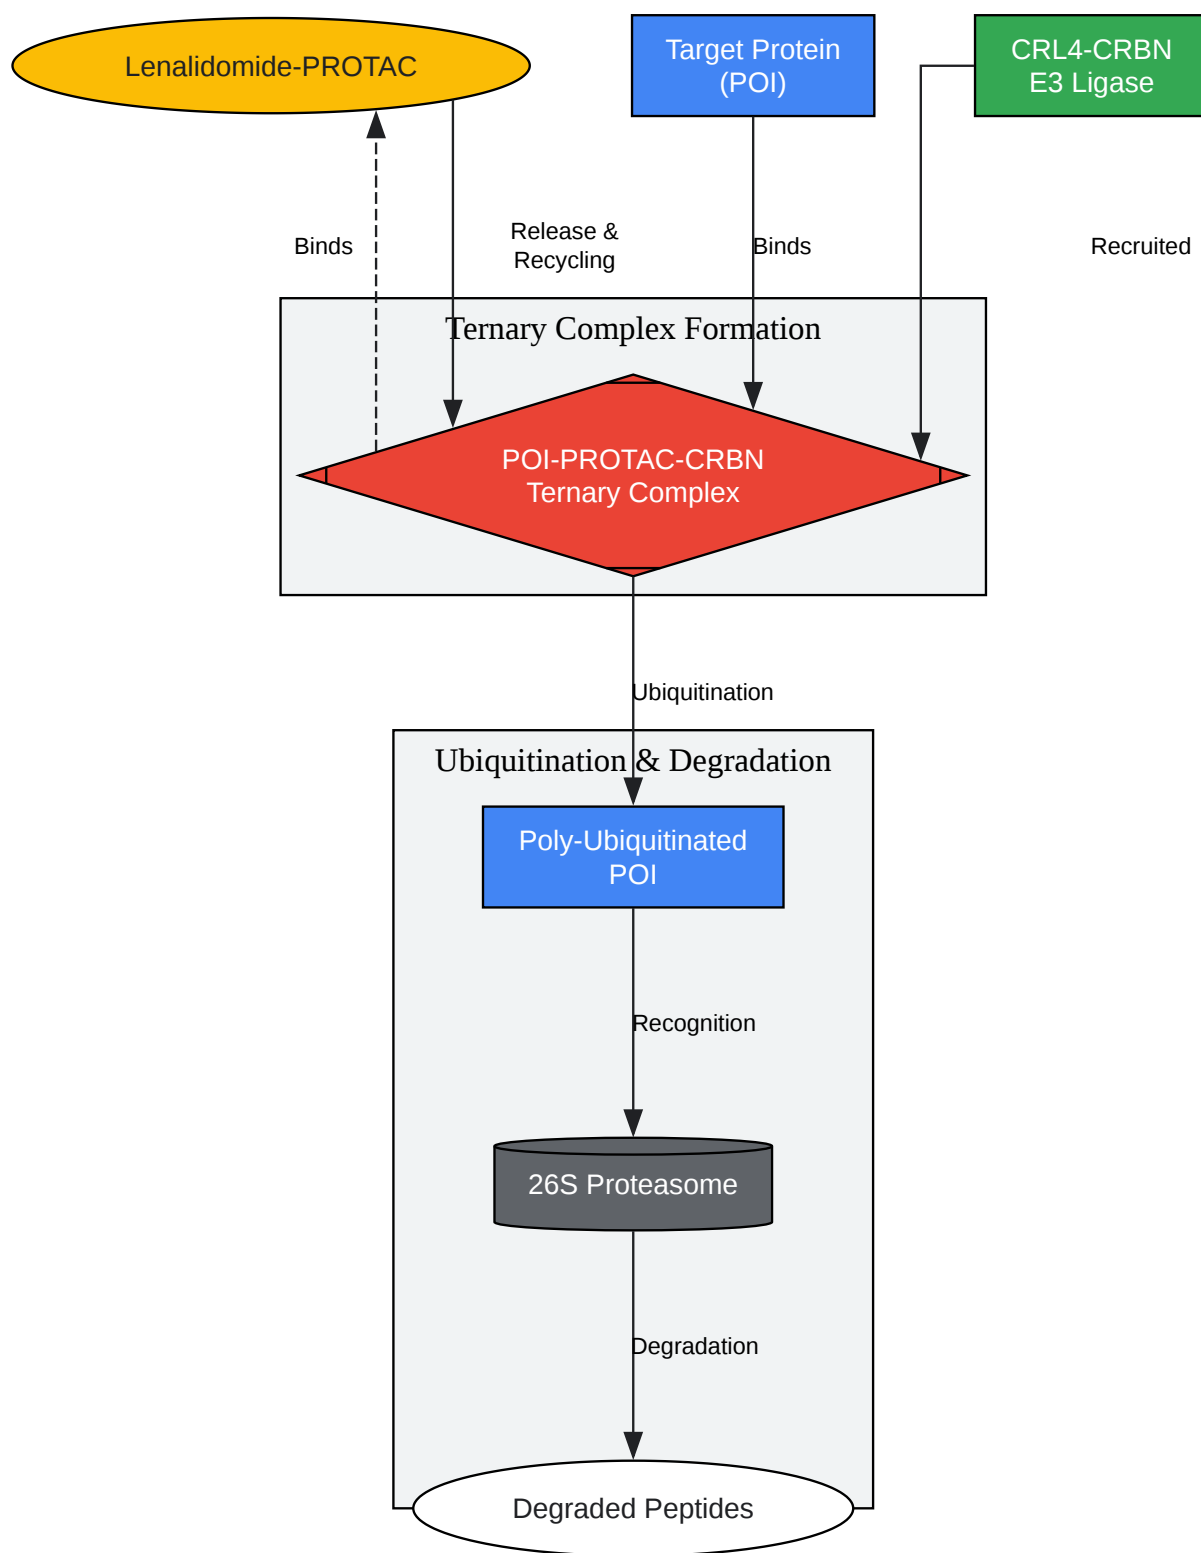 Lenalidomide-PROTAC
Target Protein
(POI)
CRL4-CRBN
E3 Ligase
Binds
Release &
Recycling
Binds
Recruited
Ternary Complex Formation
POI-PROTAC-CRBN
Ternary Complex
Ubiquitination
Ubiquitination & Degradation
Poly-Ubiquitinated
POI
Recognition
26S Proteasome
Degradation
Degraded Peptides